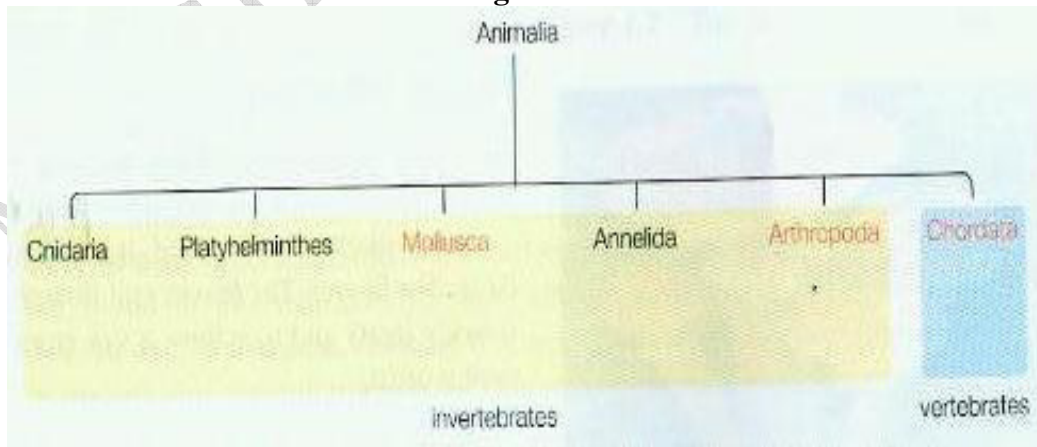 Animalia
Cnidaria Platyhelminthes Mollusca Annelida Arthropoda Chordata
invertebrates vertebrates